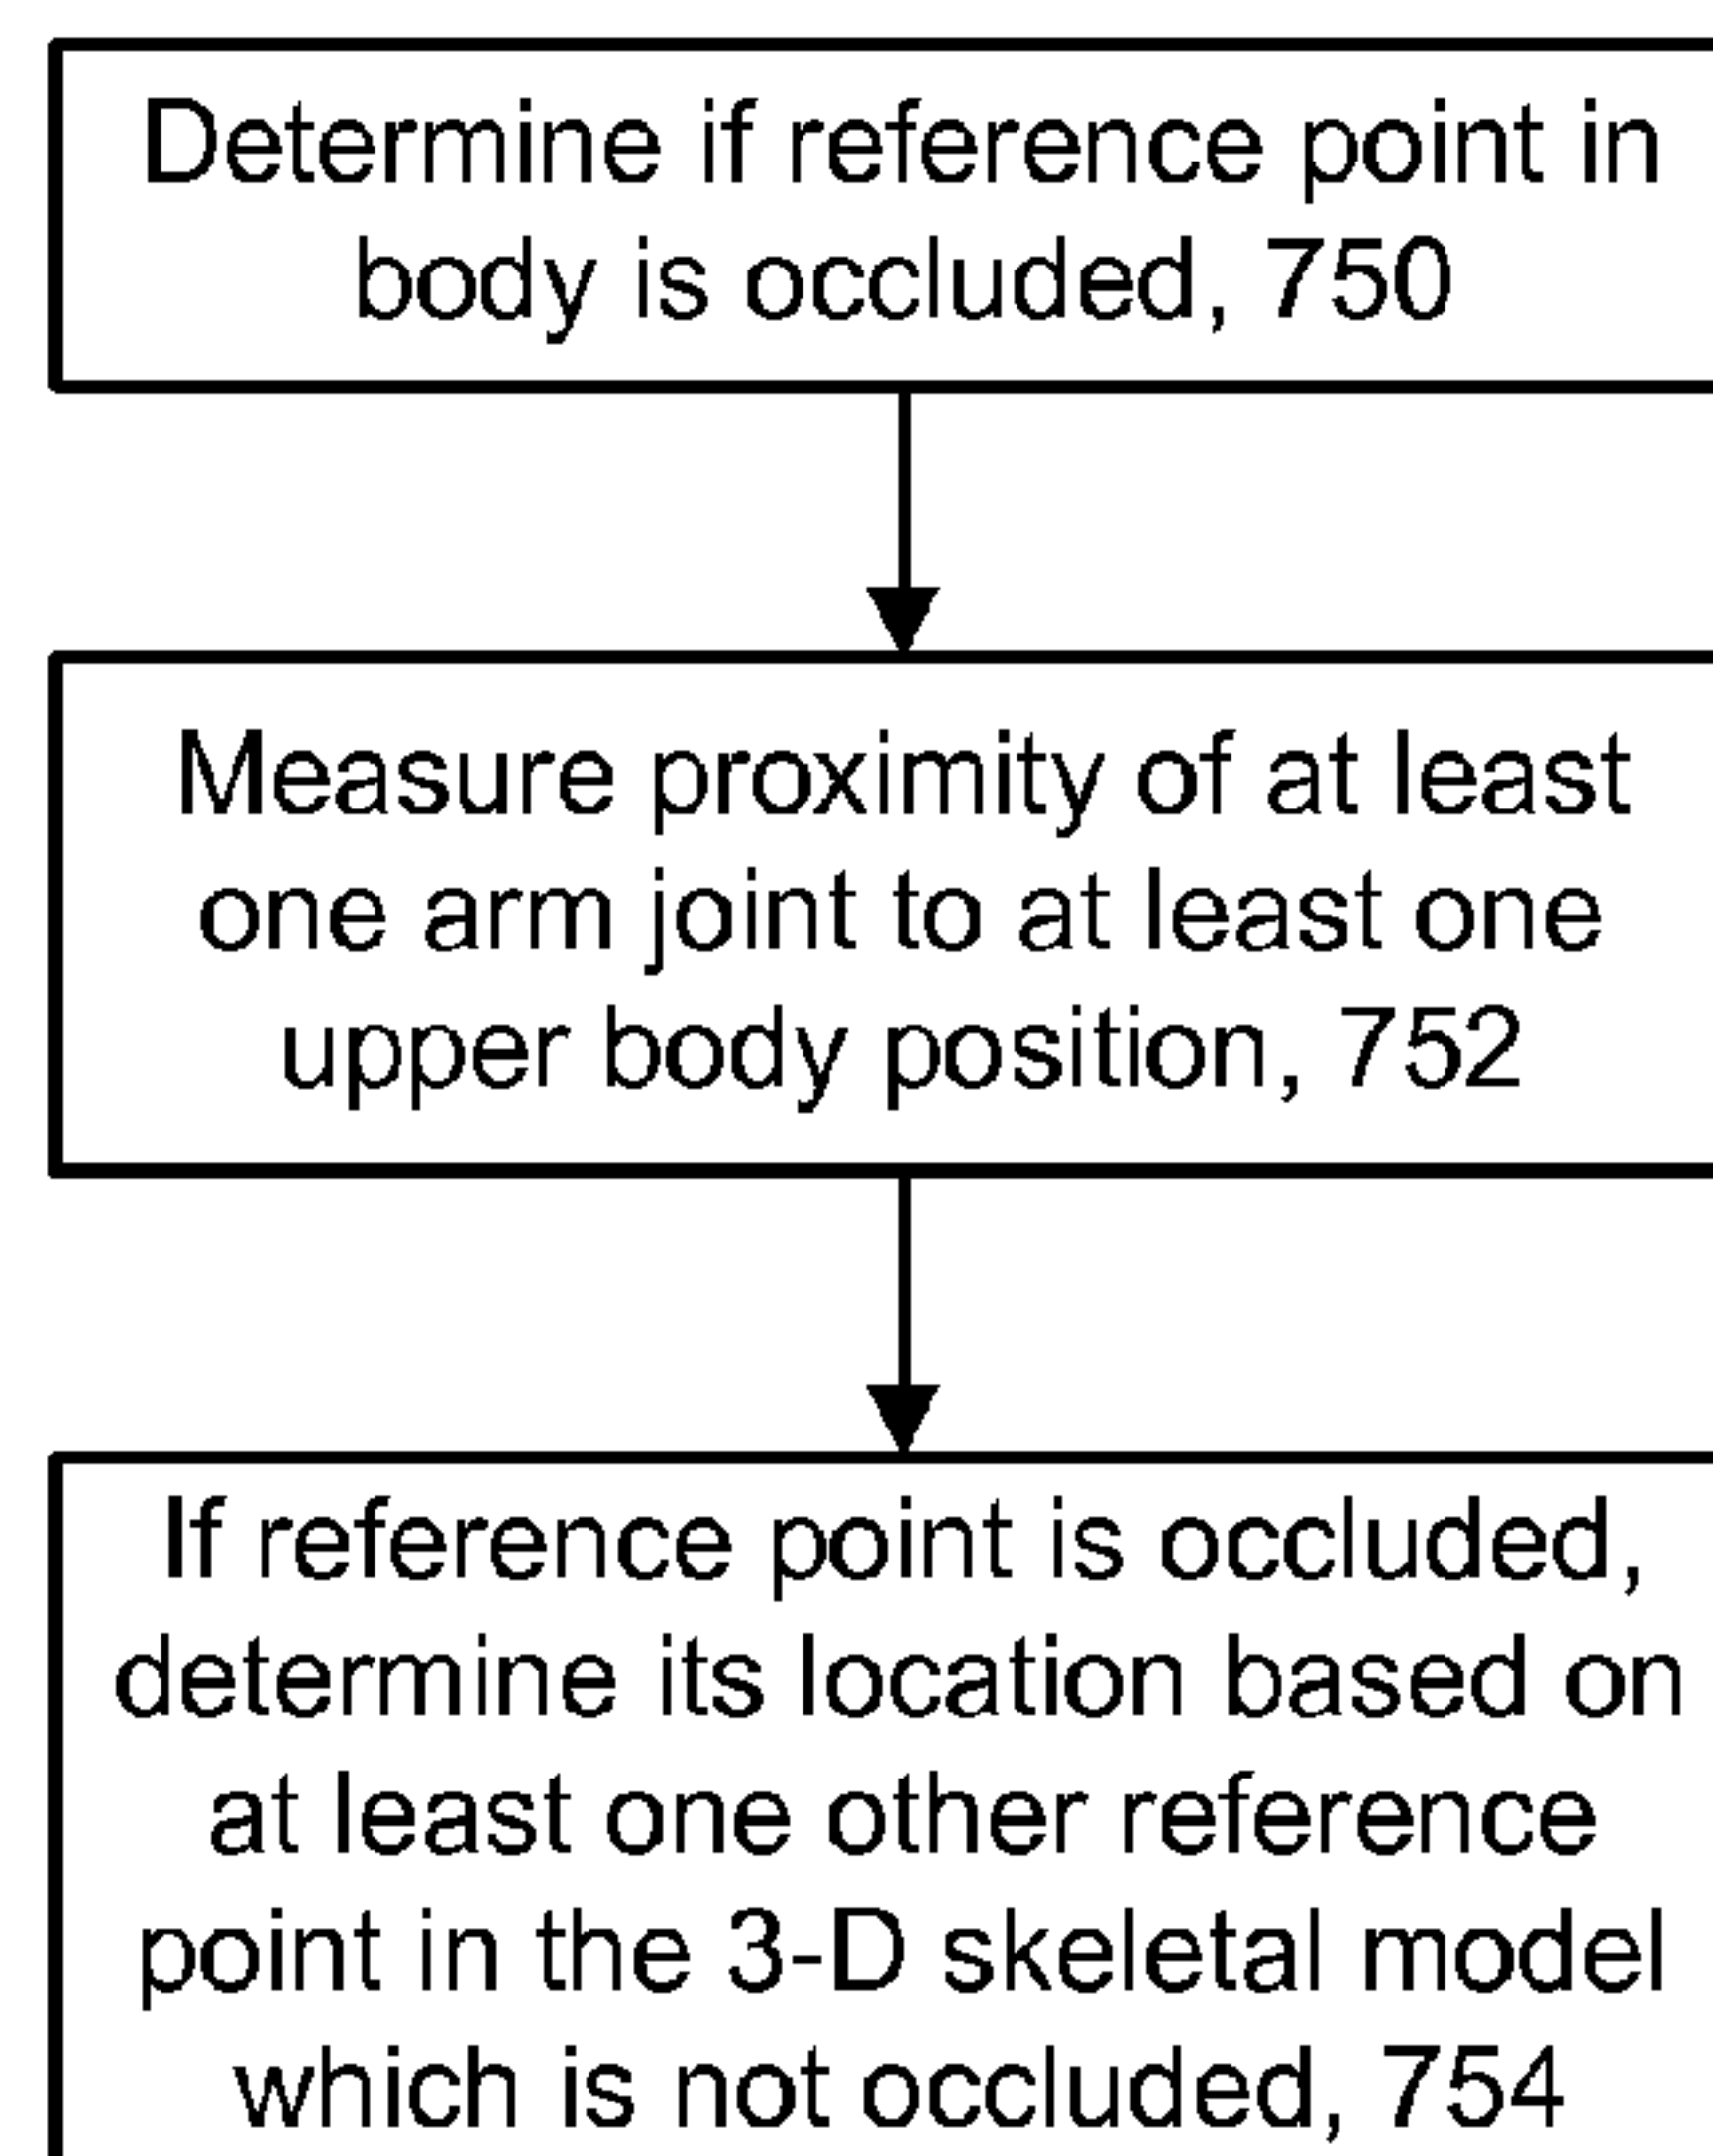 Determine if reference point in
body is occluded, 750
Measure proximity of at least
one arm joint to at least one
upper body position, 752
If reference point is occluded,
determine its location based on
at least one other reference
point in the 3-D skeletal model
which is not occluded, 754